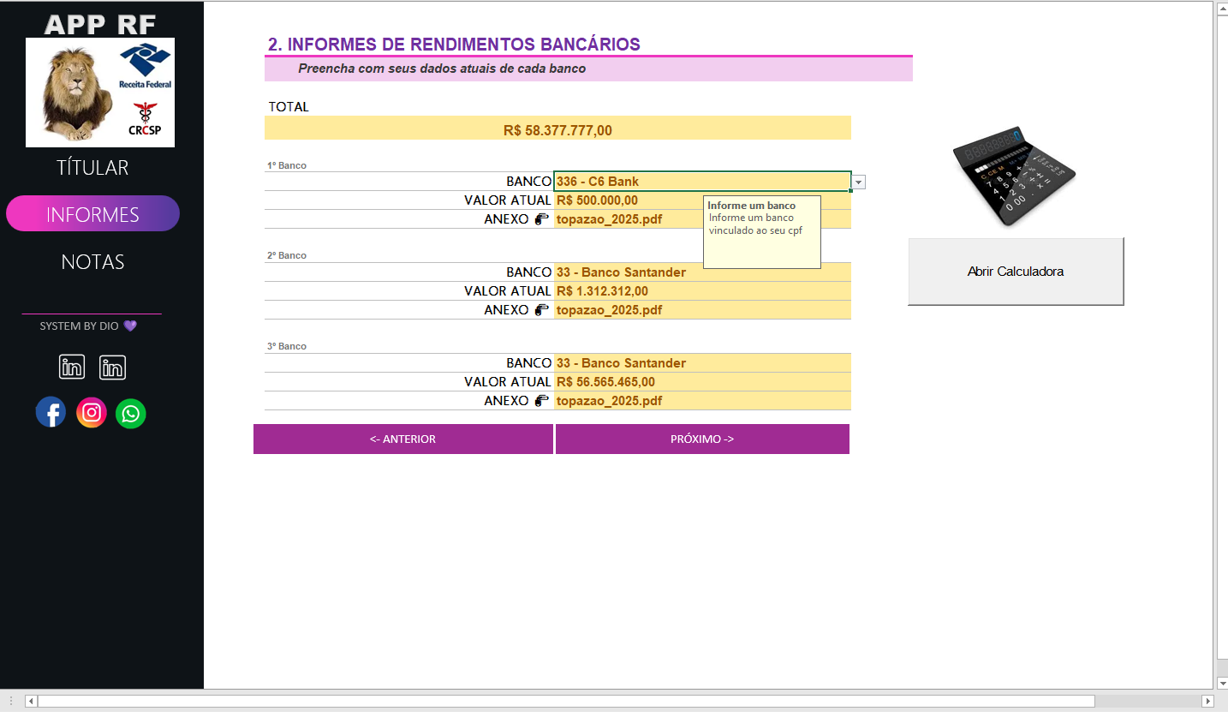 APP RF
Receita Federal
CRCSP
TÍTULAR
INFORMES
NOTAS
SYSTEM BY DIO
in in
2. INFORMES DE RENDIMENTOS BANCÁRIOS
Preencha com seus dados atuais de cada banco
TOTAL
R$ 58.377.777,00
1º Banco
BANCO 336 - C6 Bank
VALOR ATUAL R$ 500.000,00
ANEXO topazao_2025.pdf
Informe um banco
Informe um banco
vinculado ao seu cpf
2º Banco
BANCO 33 - Banco Santander
VALOR ATUAL R$ 1.312.312,00
ANEXO topazao_2025.pdf
3º Banco
BANCO 33 - Banco Santander
VALOR ATUAL R$ 56.565.465,00
ANEXO topazao_2025.pdf
<- ANTERIOR
PRÓXIMO ->
Abrir Calculadora